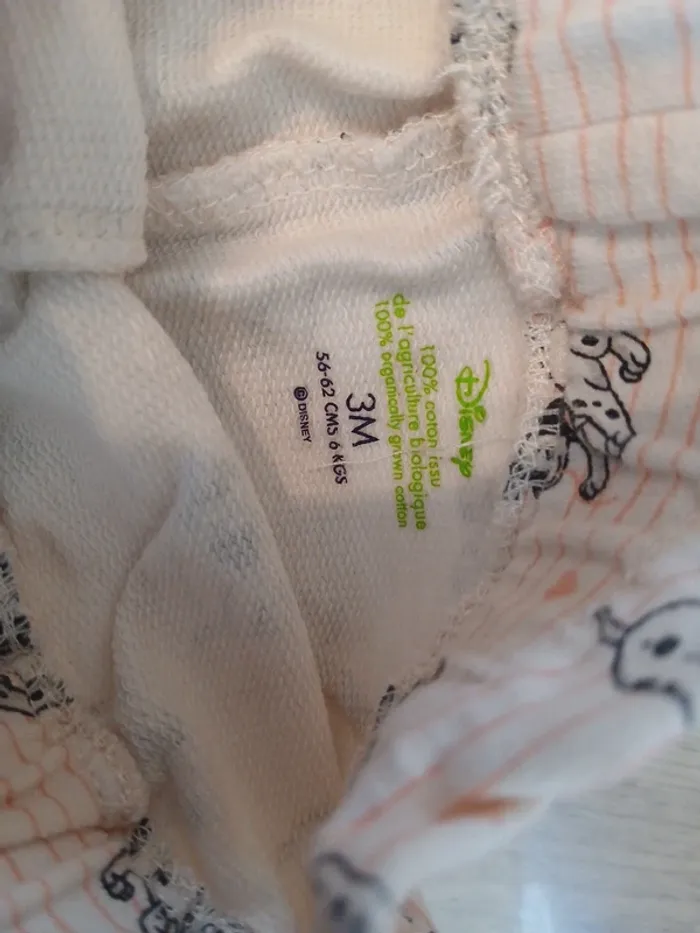 Disney
100% coton issu
de l'agriculture biologique
100% organically grown cotton
3M
56-62 CMS 6 KGS
© DISNEY